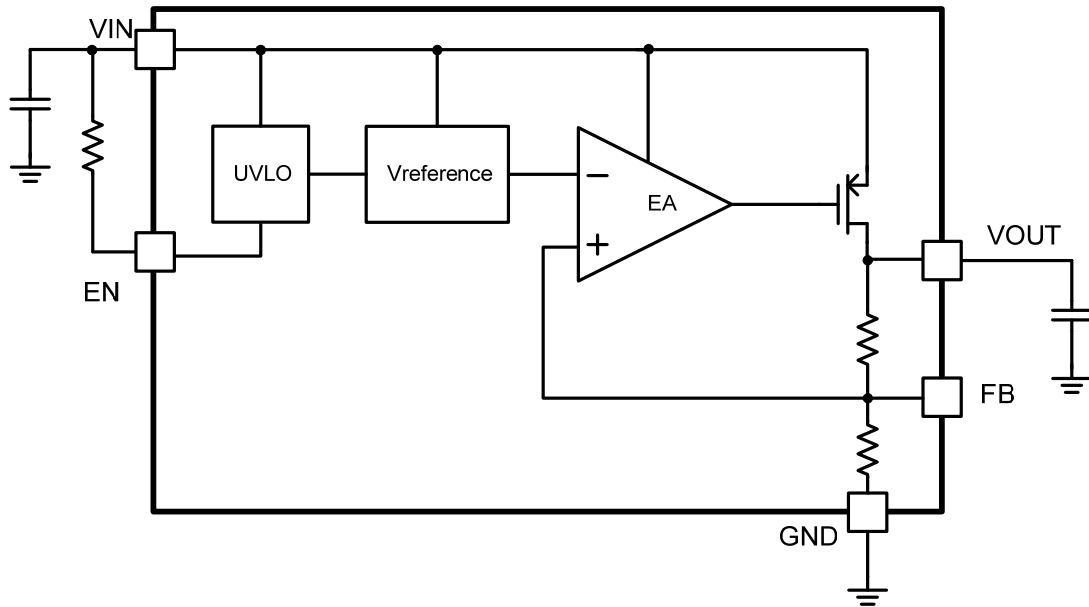 VIN
UVLO
Vreference
−
EA
+
VOUT
EN
FB
GND